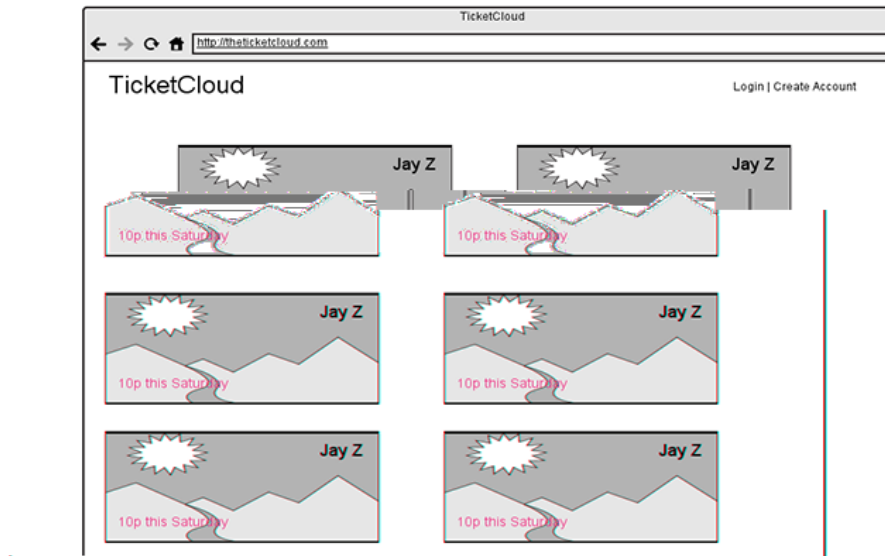 TicketCloud
http://theticketcloud.com
TicketCloud
Login | Create Account
Jay Z
Jay Z
10p this Saturday
10p this Saturday
Jay Z
Jay Z
10p this Saturday
10p this Saturday
Jay Z
Jay Z
10p this Saturday
10p this Saturday